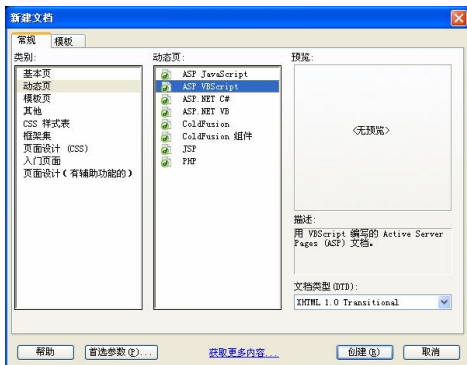 新建文档
常规 模板
类别:
基本页
动态页
模板页
其他
CSS 样式表
框架集
页面设计 (CSS)
入门页面
页面设计(有辅助功能的)
动态页:
ASP JavaScript
ASP VBScript
ASP.NET C#
ASP.NET VB
ColdFusion
ColdFusion 组件
JSP
PHP
预览:
<无预览>
描述:
用 VBScript 编写的 Active Server
Pages (ASP) 文档。
文档类型(DTD):
XHTML 1.0 Transitional
帮助 首选参数(P)... 获取更多内容... 创建(R) 取消